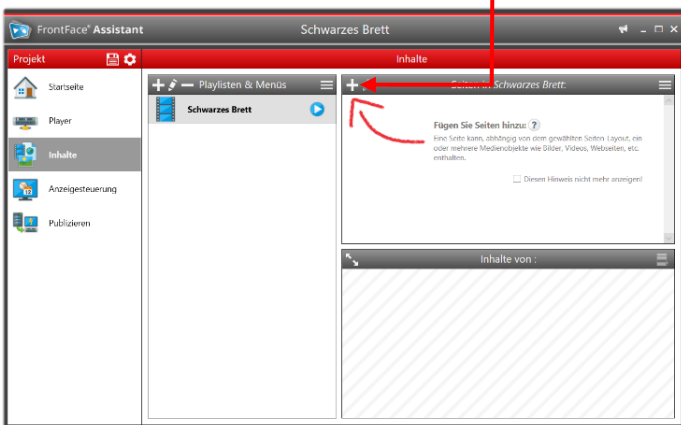 FrontFace® Assistant
Schwarzes Brett
Projekt
Inhalte
Startseite
Player
Inhalte
Anzeigesteuerung
Publizieren
Playlisten & Menüs
Schwarzes Brett
Seiten in Schwarzes Brett:
Fügen Sie Seiten hinzu: ?
Eine Seite kann, abhängig von dem gewählten Seiten Layout, ein
oder mehrere Medienobjekte wie Bilder, Videos, Webseiten, etc.
enthalten.
Diesen Hinweis nicht mehr anzeigen!
Inhalte von :